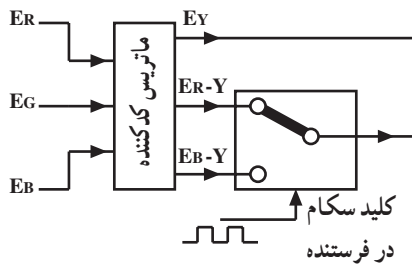 ER
EY
EG
ER-Y
EB
EB-Y
ماتریس کدکننده
کلید سکام
در فرستنده